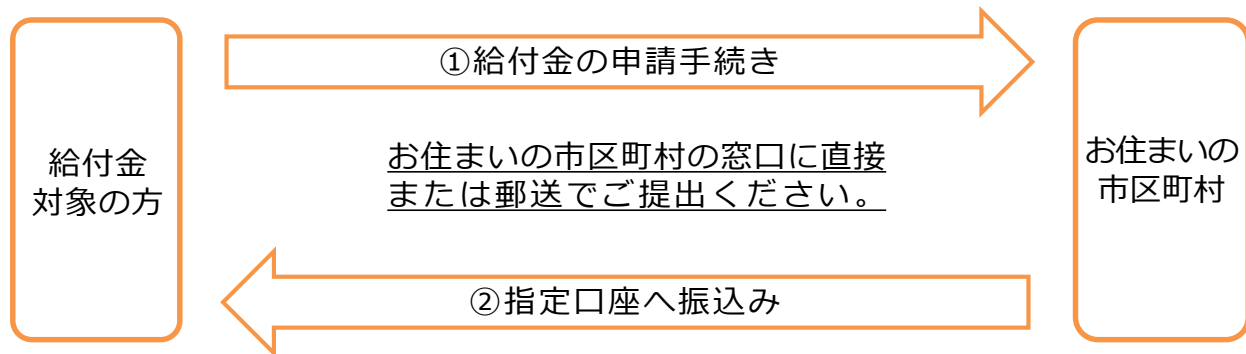 ①給付金の申請手続き
給付金
対象の方
お住まいの市区町村の窓口に直接
または郵送でご提出ください。
お住まいの
市区町村
②指定口座へ振込み